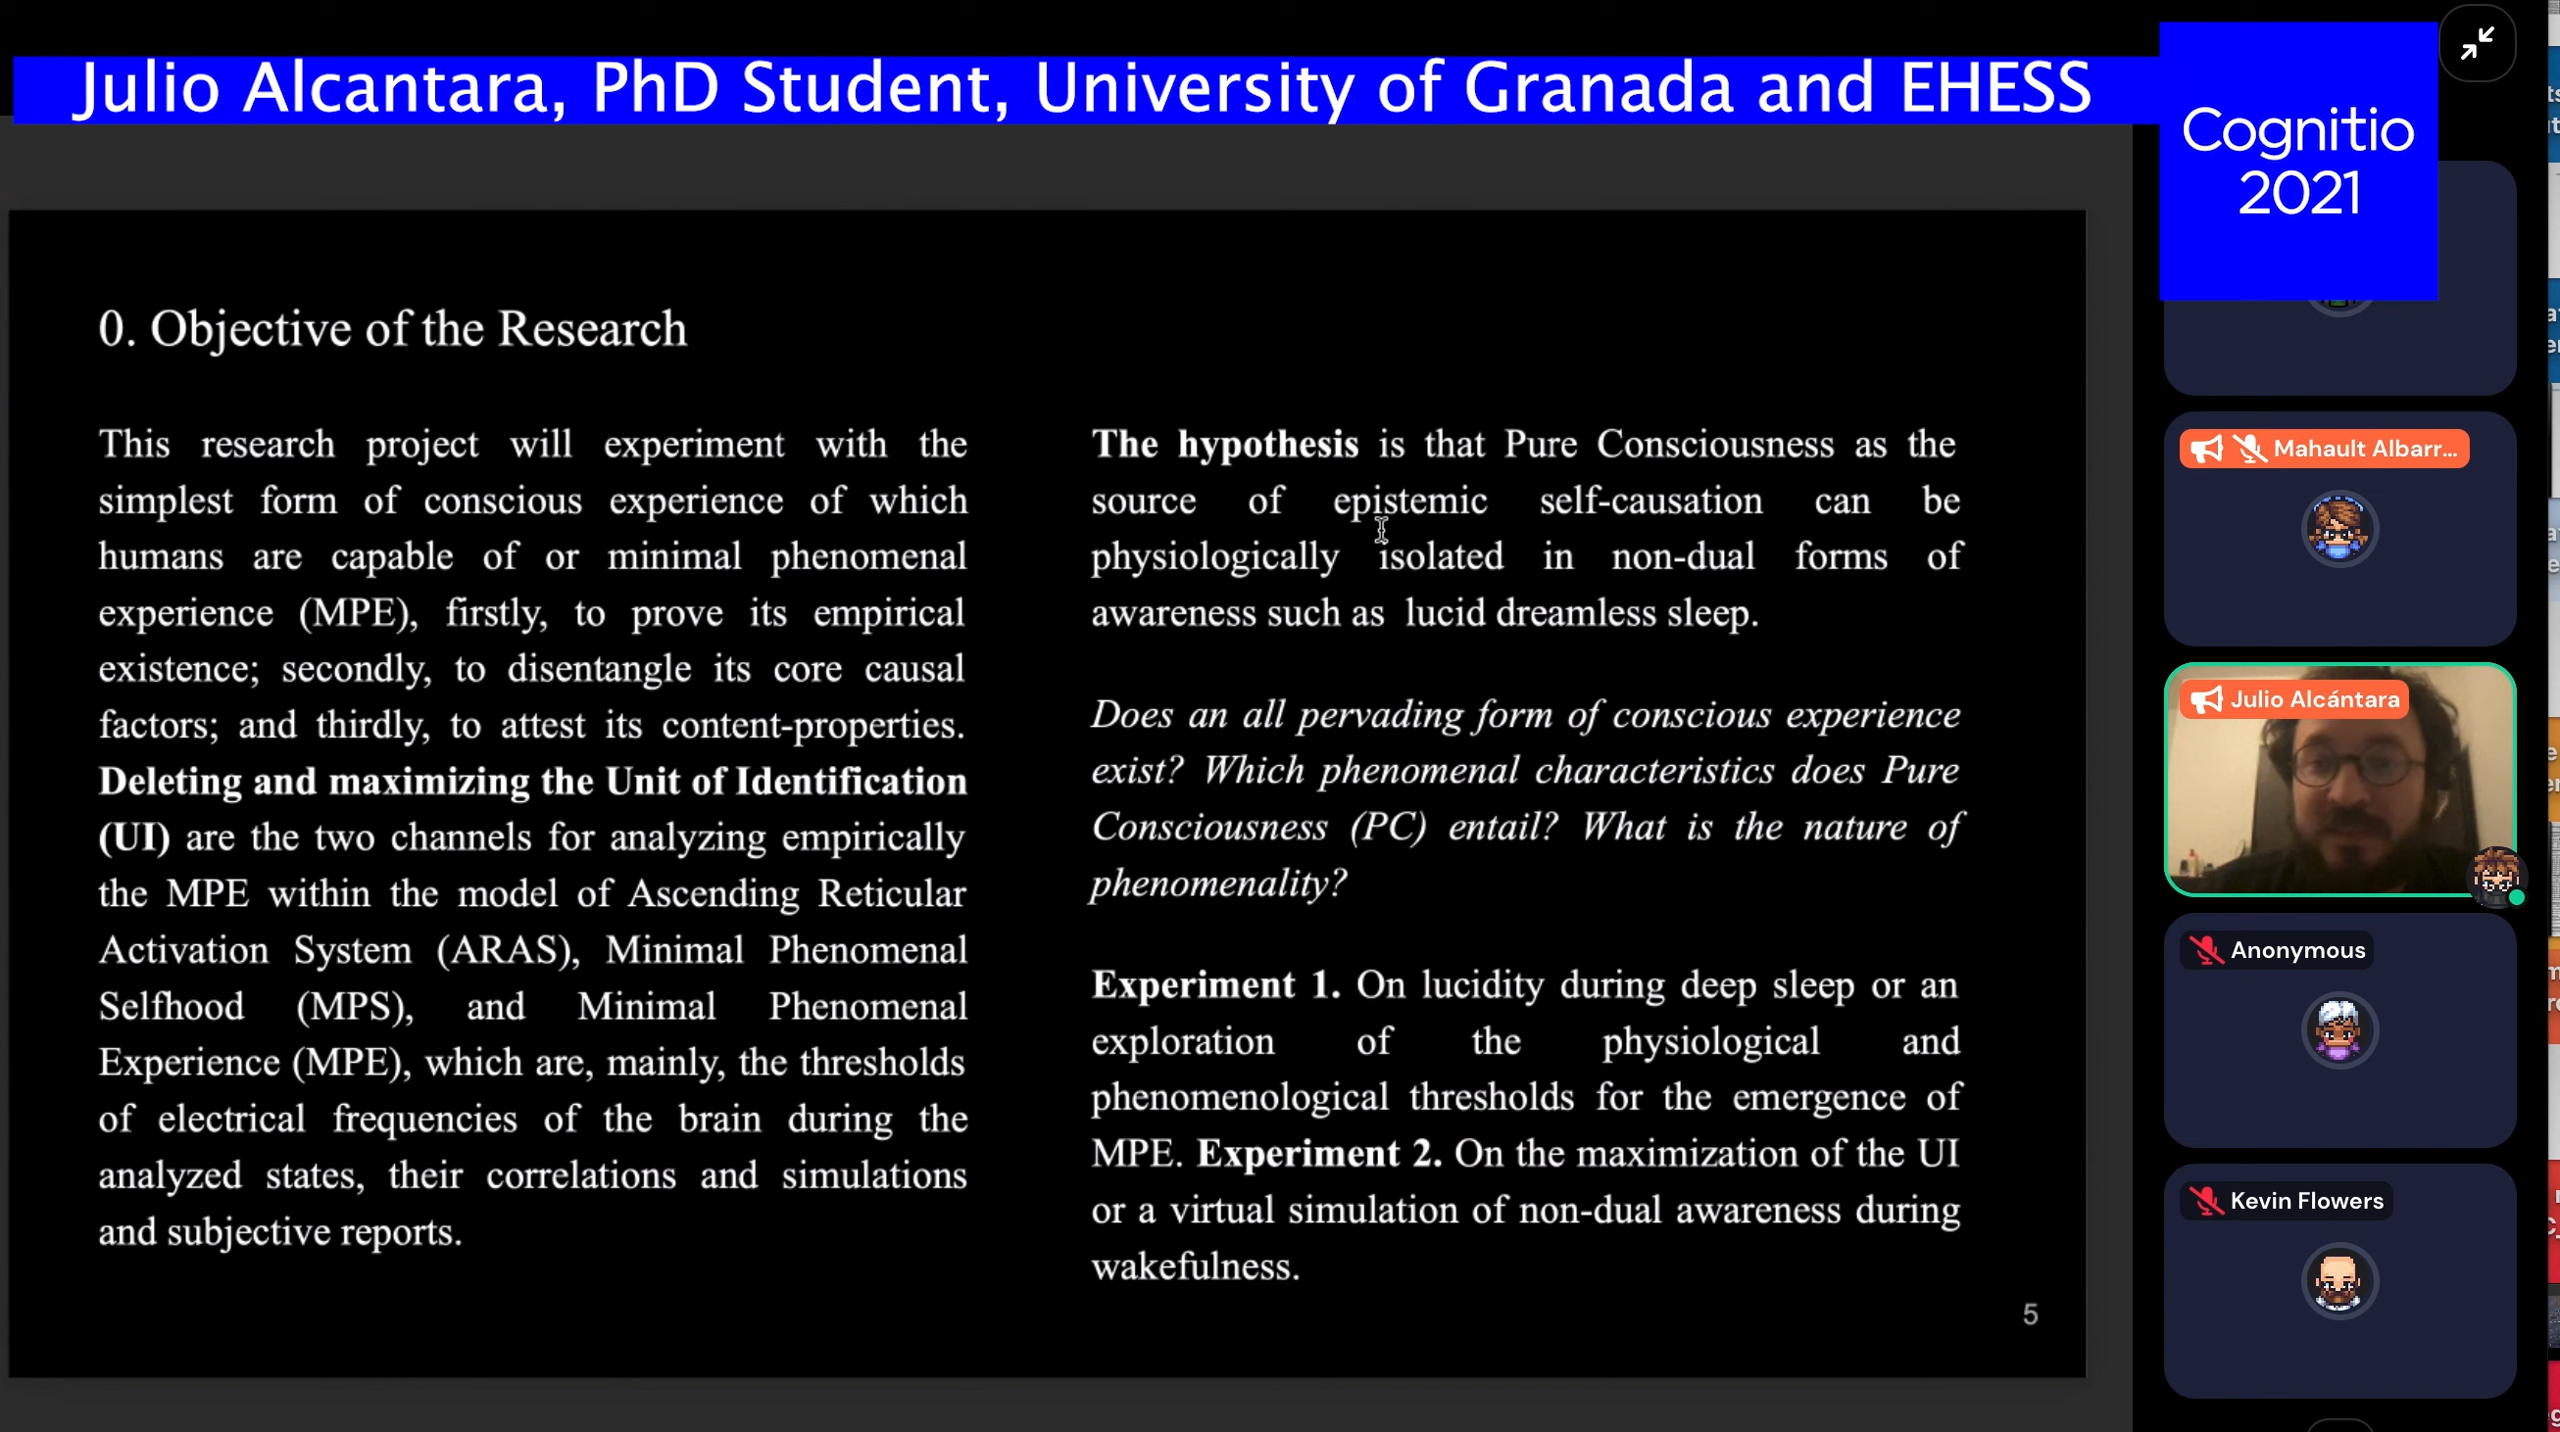 Julio Alcantara, PhD Student, University of Granada and EHESS
Cognitio
2021
0. Objective of the Research
This research project will experiment with the
simplest form of conscious experience of which
humans are capable of or minimal phenomenal
experience (MPE), firstly, to prove its empirical
existence; secondly, to disentangle its core causal
factors; and thirdly, to attest its content-properties.
Deleting and maximizing the Unit of Identification
(UI) are the two channels for analyzing empirically
the MPE within the model of Ascending Reticular
Activation System (ARAS), Minimal Phenomenal
Selfhood (MPS), and Minimal Phenomenal
Experience (MPE), which are, mainly, the thresholds
of electrical frequencies of the brain during the
analyzed states, their correlations and simulations
and subjective reports.
The hypothesis is that Pure Consciousness as the
source of epistemic self-causation can be
physiologically isolated in non-dual forms of
awareness such as lucid dreamless sleep.
Does an all pervading form of conscious experience
exist? Which phenomenal characteristics does Pure
Consciousness (PC) entail? What is the nature of
phenomenality?
Experiment 1. On lucidity during deep sleep or an
exploration of the physiological and
phenomenological thresholds for the emergence of
MPE. Experiment 2. On the maximization of the UI
or a virtual simulation of non-dual awareness during
wakefulness.
5
Mahault Albarr...
Julio Alcántara
Anonymous
Kevin Flowers